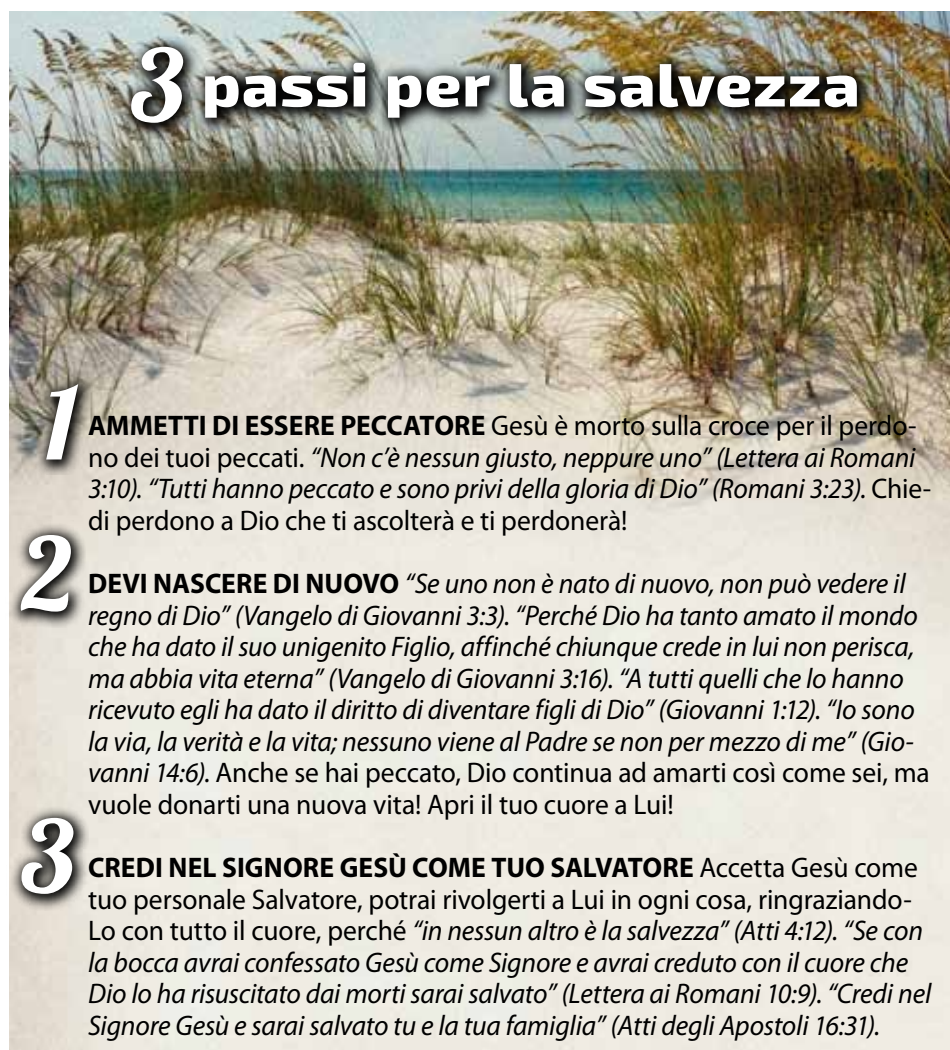 3 passi per la salvezza
1
AMMETTI DI ESSERE PECCATORE Gesù è morto sulla croce per il perdo-
no dei tuoi peccati. “Non c’è nessun giusto, neppure uno” (Lettera ai Romani
3:10). “Tutti hanno peccato e sono privi della gloria di Dio” (Romani 3:23). Chie-
di perdono a Dio che ti ascolterà e ti perdonerà!
2
DEVI NASCERE DI NUOVO “Se uno non è nato di nuovo, non può vedere il
regno di Dio” (Vangelo di Giovanni 3:3). “Perché Dio ha tanto amato il mondo
che ha dato il suo unigenito Figlio, affinché chiunque crede in lui non perisca,
ma abbia vita eterna” (Vangelo di Giovanni 3:16). “A tutti quelli che lo hanno
ricevuto egli ha dato il diritto di diventare figli di Dio” (Giovanni 1:12). “Io sono
la via, la verità e la vita; nessuno viene al Padre se non per mezzo di me” (Gio-
vanni 14:6). Anche se hai peccato, Dio continua ad amarti così come sei, ma
vuole donarti una nuova vita! Apri il tuo cuore a Lui!
3
CREDI NEL SIGNORE GESÙ COME TUO SALVATORE Accetta Gesù come
tuo personale Salvatore, potrai rivolgerti a Lui in ogni cosa, ringraziando-
Lo con tutto il cuore, perché “in nessun altro è la salvezza” (Atti 4:12). “Se con
la bocca avrai confessato Gesù come Signore e avrai creduto con il cuore che
Dio lo ha risuscitato dai morti sarai salvato” (Lettera ai Romani 10:9). “Credi nel
Signore Gesù e sarai salvato tu e la tua famiglia” (Atti degli Apostoli 16:31).